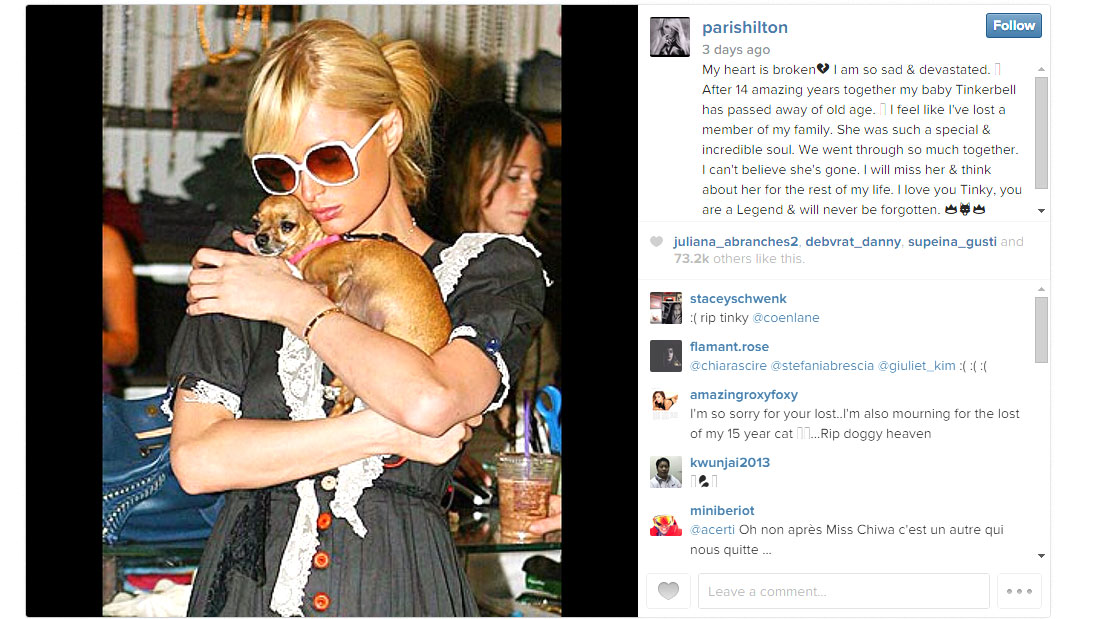 parishilton
Follow
3 days ago
My heart is broken💔 I am so sad & devastated. ▯
After 14 amazing years together my baby Tinkerbell
has passed away of old age. ▯ I feel like I've lost a
member of my family. She was such a special &
incredible soul. We went through so much together.
I can't believe she's gone. I will miss her & think
about her for the rest of my life. I love you Tinky, you
are a Legend & will never be forgotten. 👑🐺👑
juliana_abranches2, debvrat_danny, supeina_gusti and
73.2k others like this.
staceyschwenk
:( rip tinky @coenlane
flamant.rose
@chiarascire @stefaniabrescia @giuliet_kim :( :( :(
amazingroxyfoxy
I'm so sorry for your lost..I'm also mourning for the lost
of my 15 year cat ▯▯...Rip doggy heaven
kwunjai2013
miniberiot
@acerti Oh non après Miss Chiwa c'est un autre qui
nous quitte ...
Leave a comment...